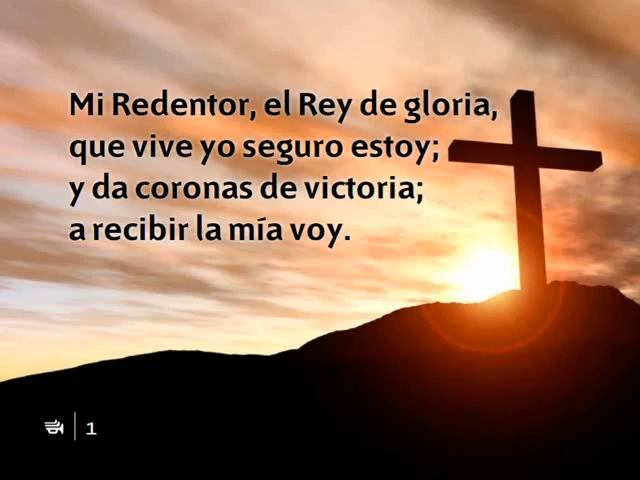 Mi Redentor, el Rey de gloria,
que vive yo seguro estoy;
y da coronas de victoria;
a recibir la mía voy.
1